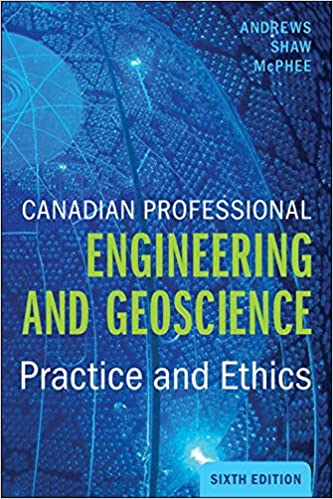 ANDREWS
SHAW
McPHEE
CANADIAN PROFESSIONAL
ENGINEERING
AND GEOSCIENCE
Practice and Ethics
SIXTH EDITION